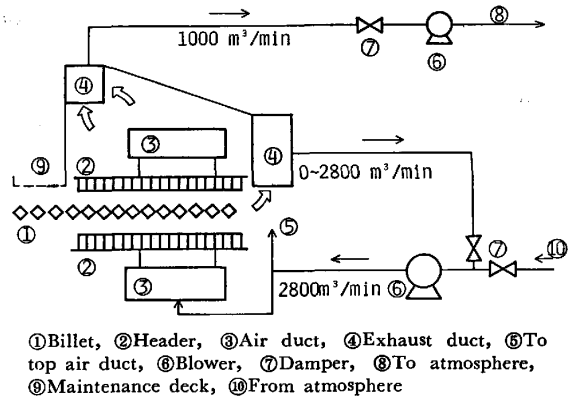 ⑧
1000 m³/min
⑦
⑥
④
③
④
⑨
②
0~2800 m³/min
①
⑤
⑦
⑩
②
③
2800m³/min
⑥
①Billet, ②Header, ③Air duct, ④Exhaust duct, ⑤To
top air duct, ⑥Blower, ⑦Damper, ⑧To atmosphere,
⑨Maintenance deck, ⑩From atmosphere